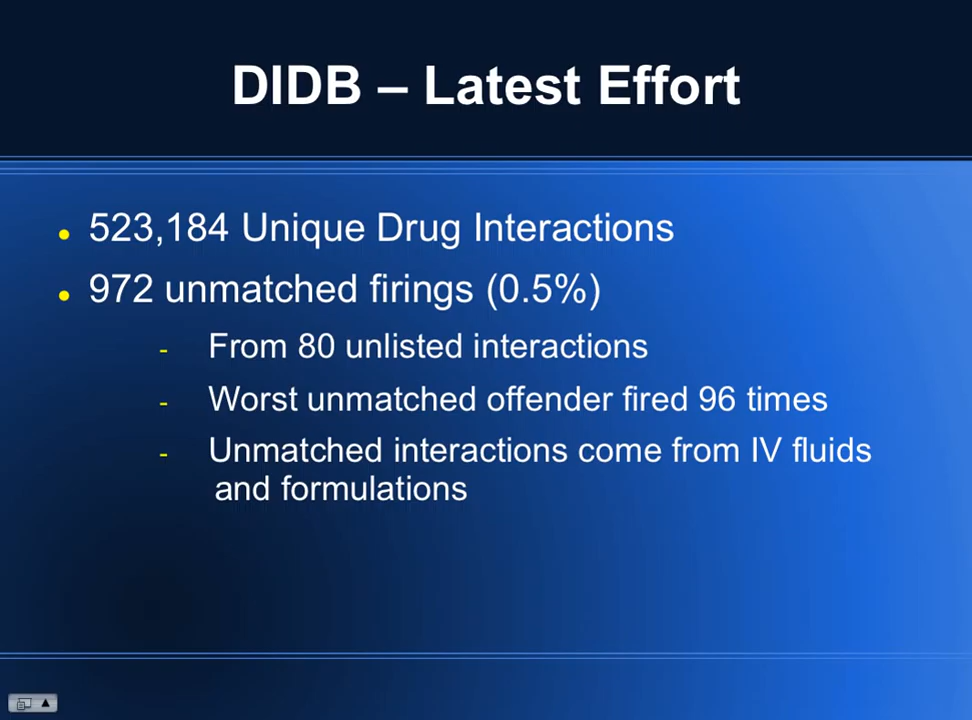 DIDB – Latest Effort
523,184 Unique Drug Interactions
972 unmatched firings (0.5%)
- From 80 unlisted interactions
- Worst unmatched offender fired 96 times
- Unmatched interactions come from IV fluids
and formulations